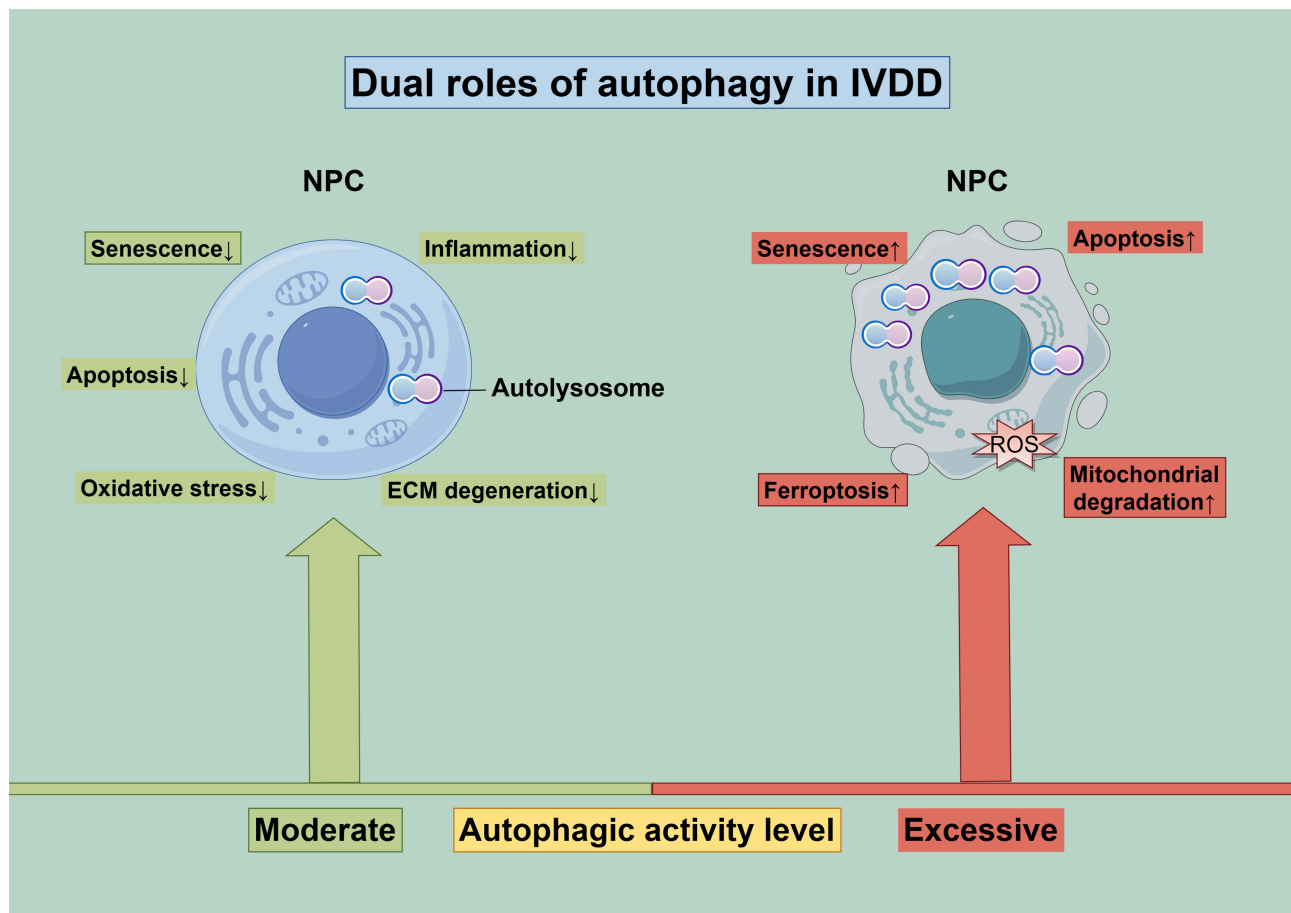 Dual roles of autophagy in IVDD
NPC
Senescence↓
Inflammation↓
Apoptosis↓
Autolysosome
Oxidative stress↓
ECM degeneration↓
NPC
Senescence↑
Apoptosis↑
ROS
Ferroptosis↑
Mitochondrial
degradation↑
Moderate
Autophagic activity level
Excessive